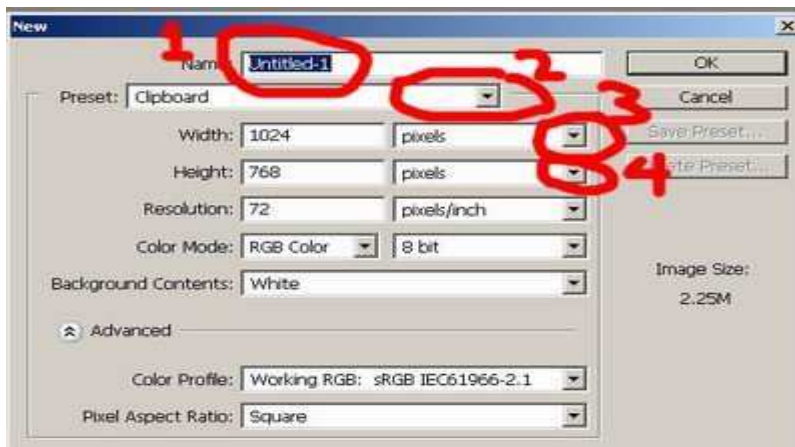 New
1
Untitled-1
2
OK
Preset: Clipboard
Cancel
3
Width: 1024 pixels
Save Preset...
Height: 768 pixels
4
Preset...
Resolution: 72 pixels/inch
Color Mode: RGB Color 8 bit
Background Contents: White
Image Size:
2.25M
Advanced
Color Profile: Working RGB: sRGB IEC61966-2.1
Pixel Aspect Ratio: Square